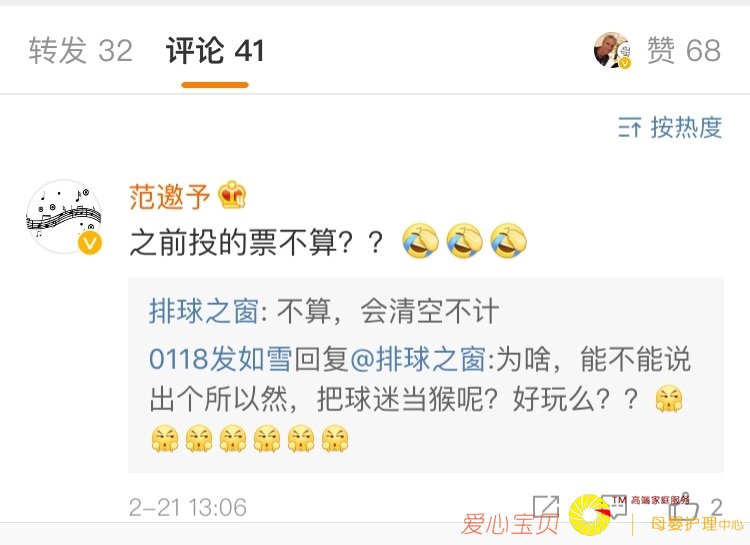 转发 32 评论 41 赞 68
按热度
范邀予
之前投的票不算？？
排球之窗: 不算，会清空不计
0118发如雪回复@排球之窗:为啥，能不能说
出个所以然，把球迷当猴呢？好玩么？？
2-21 13:06 2
爱心宝贝 TM 高端家庭服务
母婴护理中心